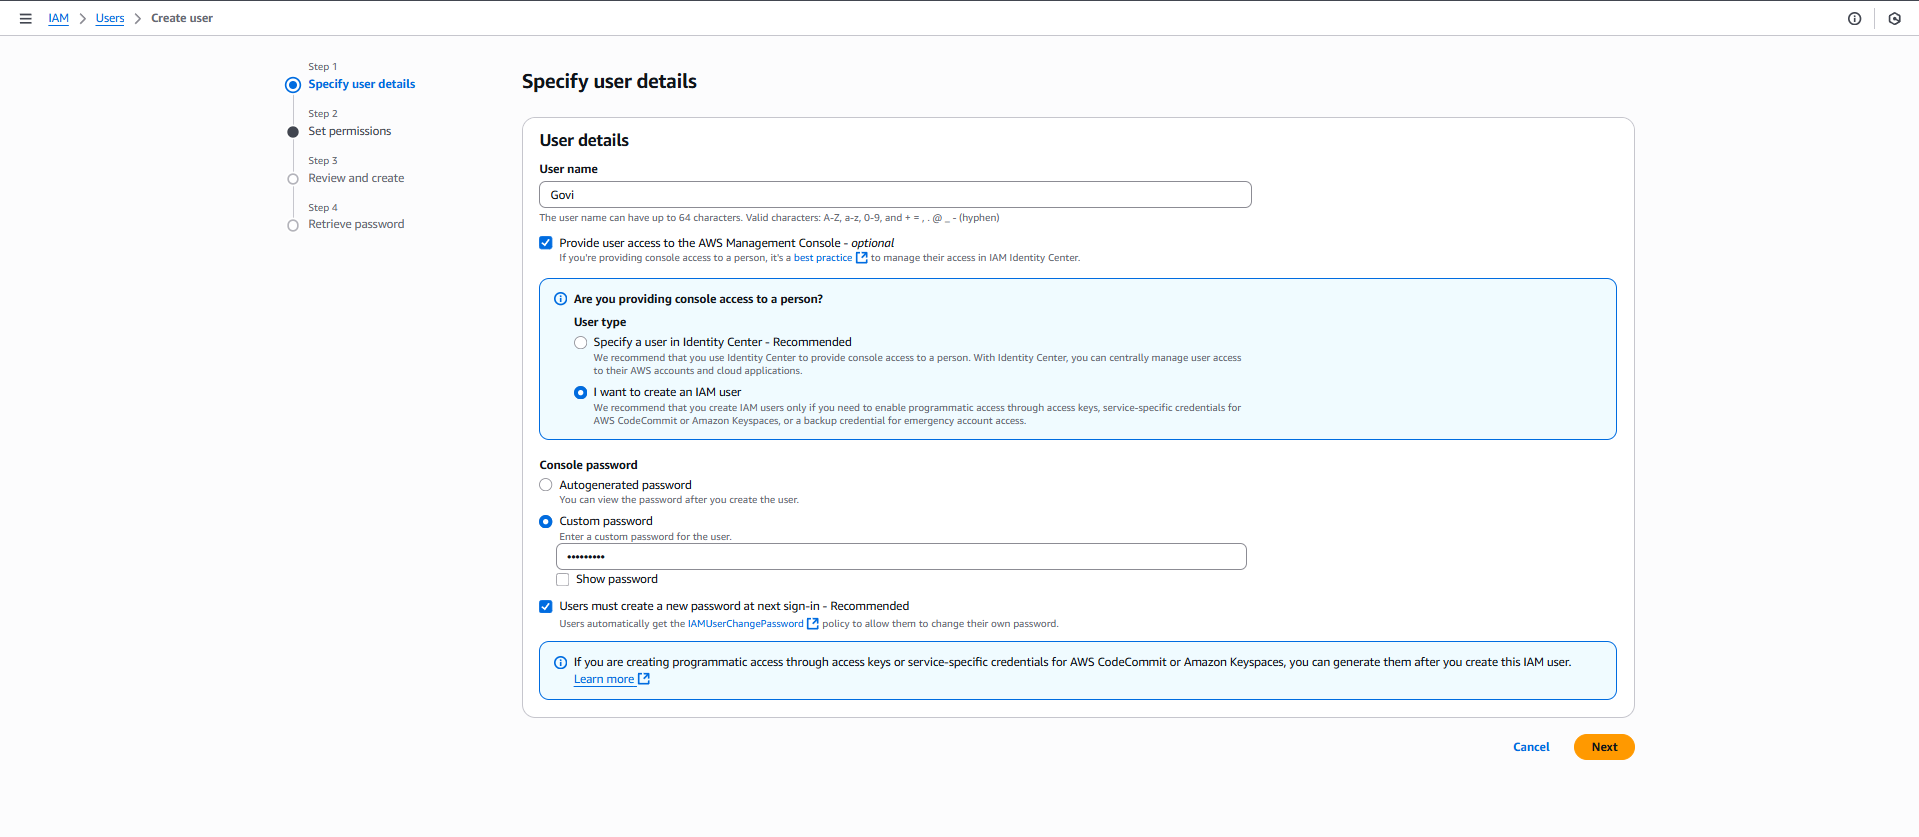 IAM > Users > Create user
Step 1
Specify user details
Step 2
Set permissions
Step 3
Review and create
Step 4
Retrieve password
Specify user details
User details
User name
Govi
The user name can have up to 64 characters. Valid characters: A-Z, a-z, 0-9, and + = , . @ _ - (hyphen)
Provide user access to the AWS Management Console - optional
If you're providing console access to a person, it's a best practice to manage their access in IAM Identity Center.
Are you providing console access to a person?
User type
Specify a user in Identity Center - Recommended
We recommend that you use Identity Center to provide console access to a person. With Identity Center, you can centrally manage user access
to their AWS accounts and cloud applications.
I want to create an IAM user
We recommend that you create IAM users only if you need to enable programmatic access through access keys, service-specific credentials for
AWS CodeCommit or Amazon Keyspaces, or a backup credential for emergency account access.
Console password
Autogenerated password
You can view the password after you create the user.
Custom password
Enter a custom password for the user.
•••••••••
Show password
Users must create a new password at next sign-in - Recommended
Users automatically get the IAMUserChangePassword policy to allow them to change their own password.
If you are creating programmatic access through access keys or service-specific credentials for AWS CodeCommit or Amazon Keyspaces, you can generate them after you create this IAM user.
Learn more
Cancel
Next